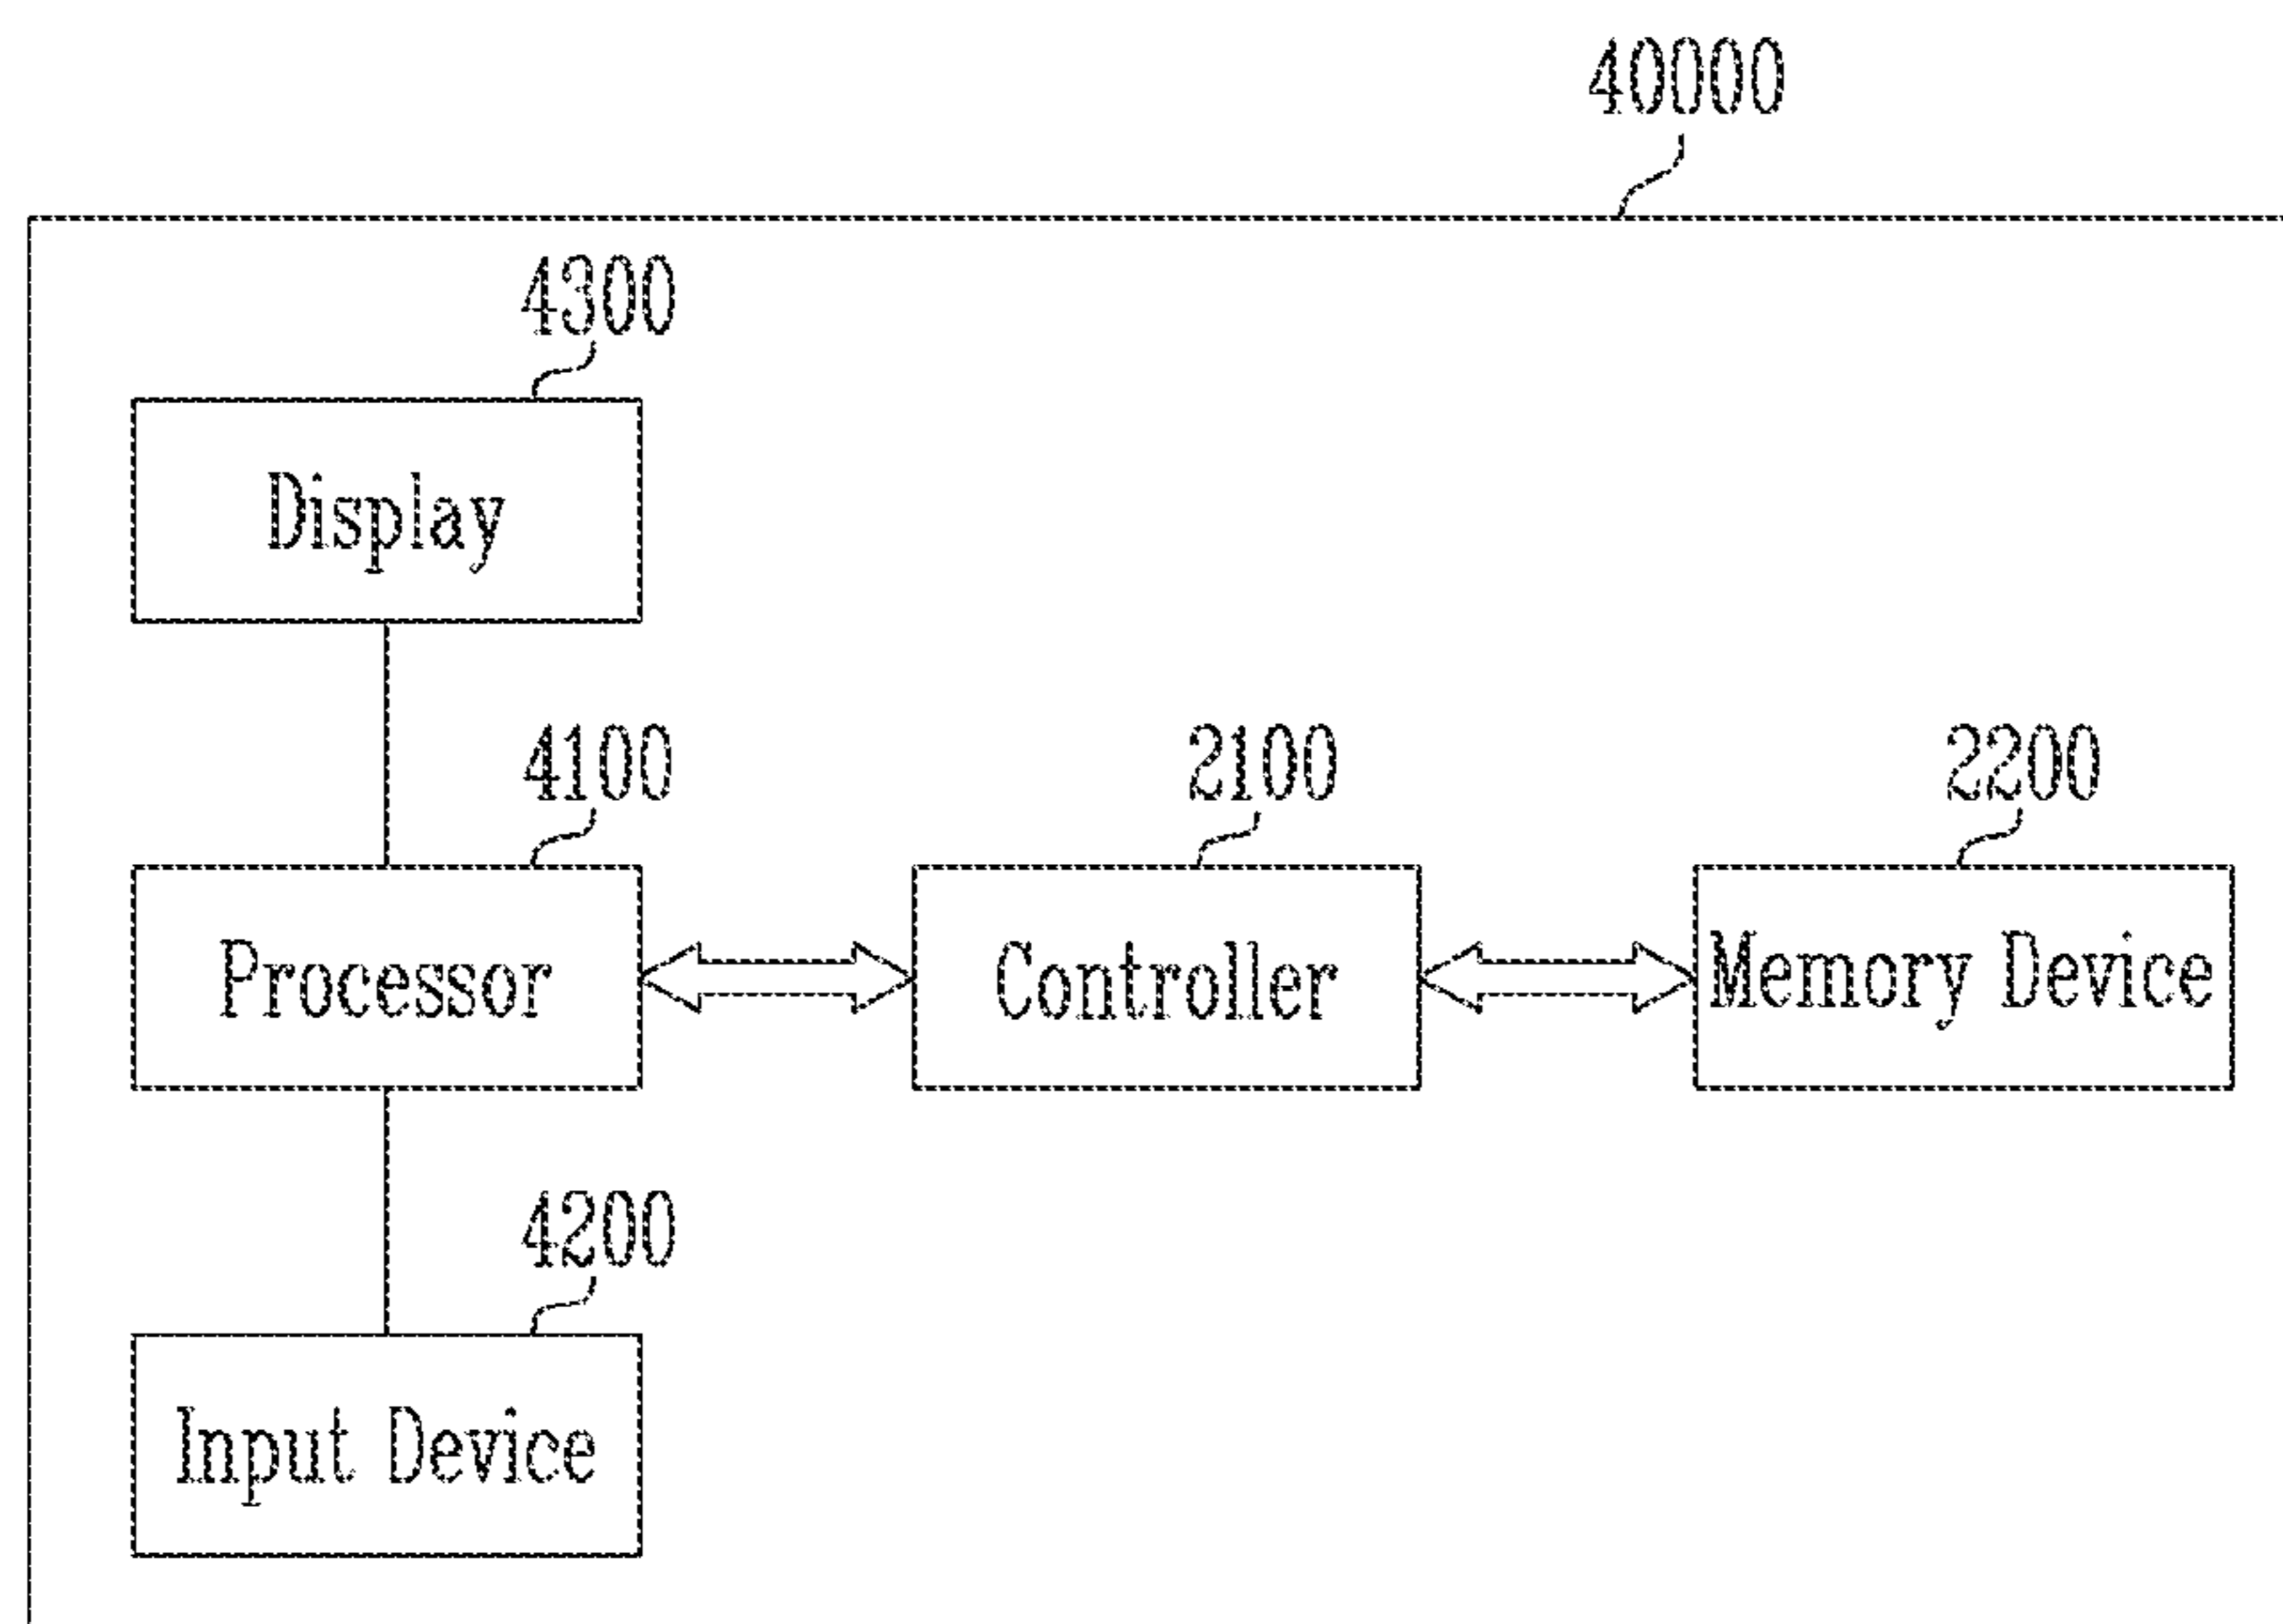 40000
4300
Display
4100
2100
2200
Processor
Controller
Memory Device
4200
Input Device